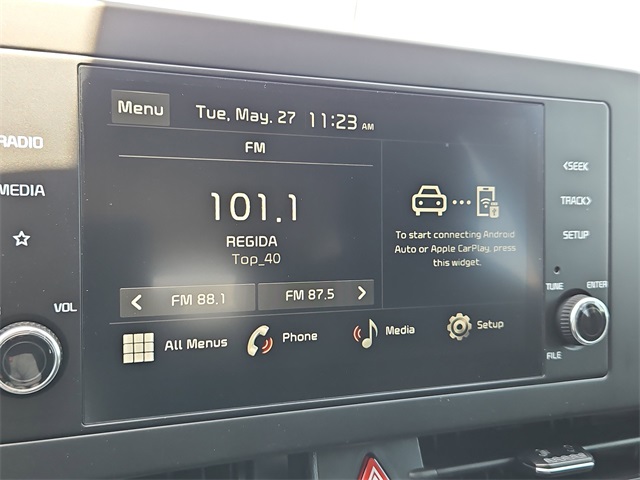 Menu
Tue, May. 27 11:23 AM
FM
101.1
REGIDA
Top_40
< FM 88.1
FM 87.5 >
To start connecting Android
Auto or Apple CarPlay, press
this widget.
All Menus
Phone
Media
Setup
RADIO
MEDIA
VOL
<SEEK
TRACK>
SETUP
TUNE
ENTER
FILE